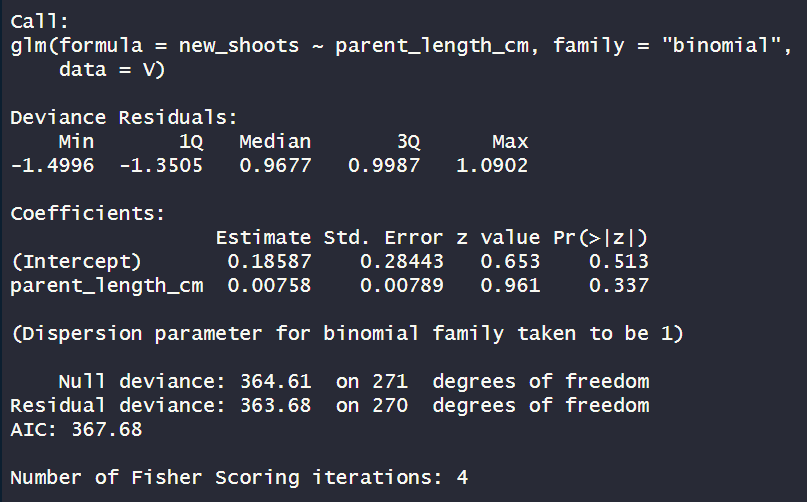 Call:
glm(formula = new_shoots ~ parent_length_cm, family = "binomial",
    data = V)

Deviance Residuals:
    Min       1Q   Median       3Q      Max
-1.4996  -1.3505   0.9677   0.9987   1.0902

Coefficients:
                 Estimate Std. Error z value Pr(>|z|)
(Intercept)       0.18587    0.28443   0.653    0.513
parent_length_cm  0.00758    0.00789   0.961    0.337

(Dispersion parameter for binomial family taken to be 1)

    Null deviance: 364.61  on 271  degrees of freedom
Residual deviance: 363.68  on 270  degrees of freedom
AIC: 367.68

Number of Fisher Scoring iterations: 4